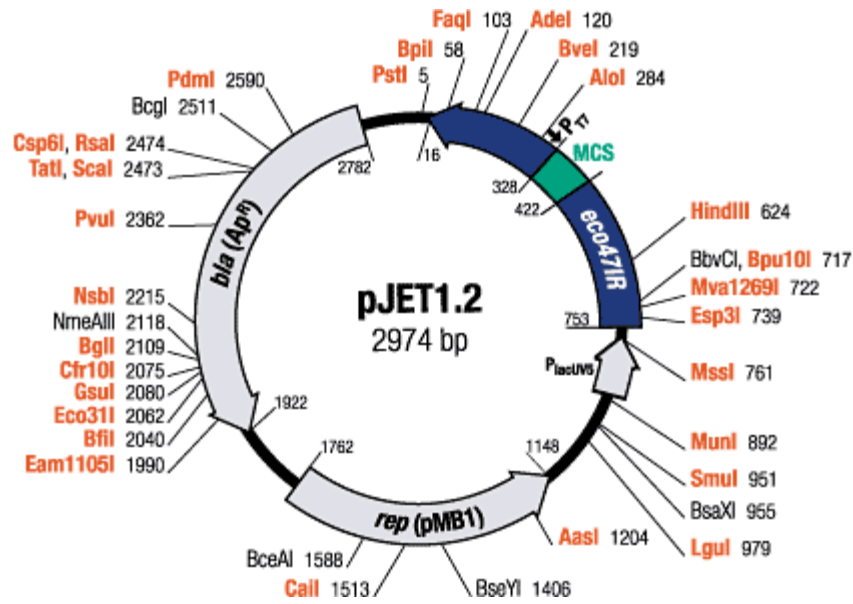 FaqI 103
AdeI 120
BpiI 58
BveI 219
PstI 5
AloI 284
PdmI 2590
BcgI 2511
Csp6I, RsaI 2474
TatI, ScaI 2473
PvuI 2362
NsbI 2215
NmeAIII 2118
BglI 2109
Cfr10I 2075
GsuI 2080
Eco31I 2062
BfiI 2040
Eam1105I 1990
2782
16
P T7
MCS
328
422
eco47IR
HindIII 624
BbvCI, Bpu10I 717
Mva1269I 722
Esp3I 739
753
PlacUV5
MssI 761
MunI 892
SmuI 951
BsaXI 955
LguI 979
bla (ApR)
pJET1.2
2974 bp
1922
1762
1148
rep (pMB1)
AasI 1204
BceAI 1588
CaiI 1513
BseYI 1406